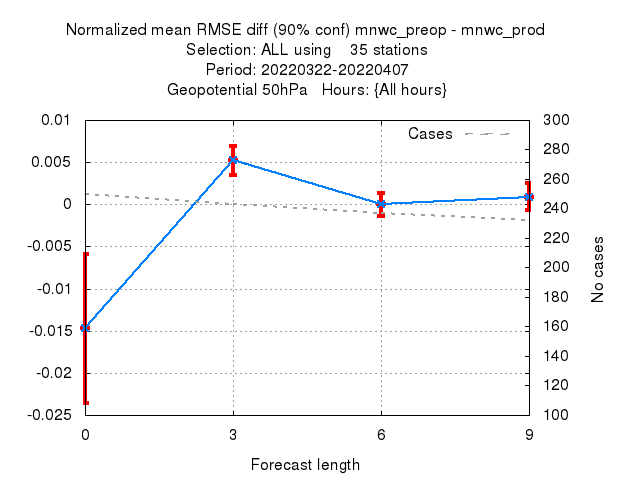 Normalized mean RMSE diff (90% conf) mnwc_preop - mnwc_prod
Selection: ALL using 35 stations
Period: 20220322-20220407
Geopotential 50hPa Hours: {All hours}
Cases
0.01
0.005
0
-0.005
-0.01
-0.015
-0.02
-0.025
300
280
260
240
220
200
180
160
140
120
100
No cases
0 3 6 9
Forecast length